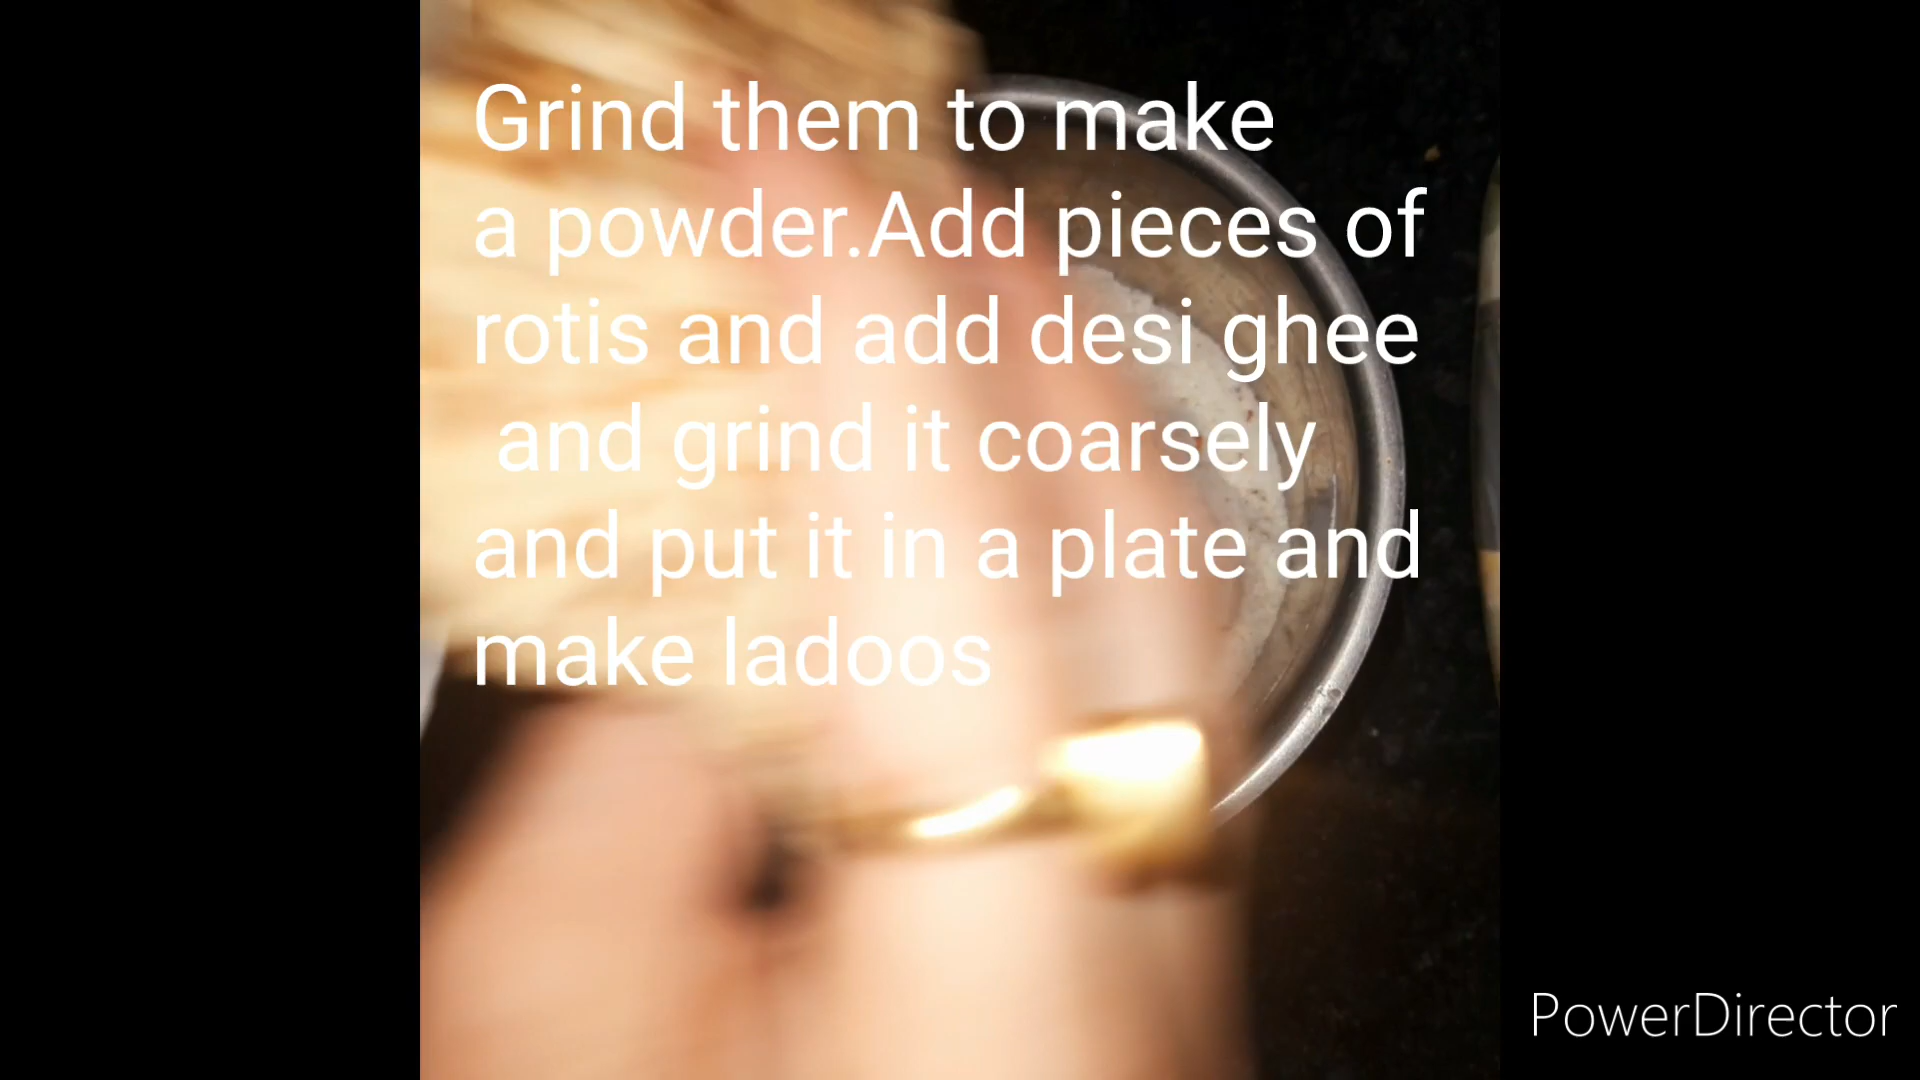 Grind them to make
a powder.Add pieces of
rotis and add desi ghee
and grind it coarsely
and put it in a plate and
make ladoos
PowerDirector